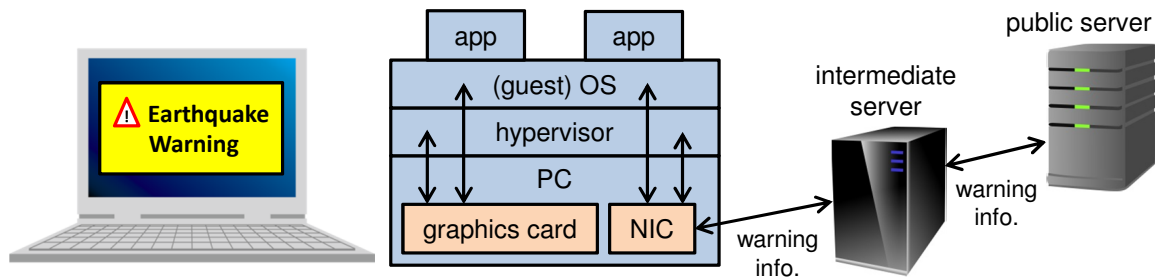 ! Earthquake
Warning
app
app
(guest) OS
hypervisor
PC
graphics card
NIC
warning
info.
intermediate
server
public server
warning
info.